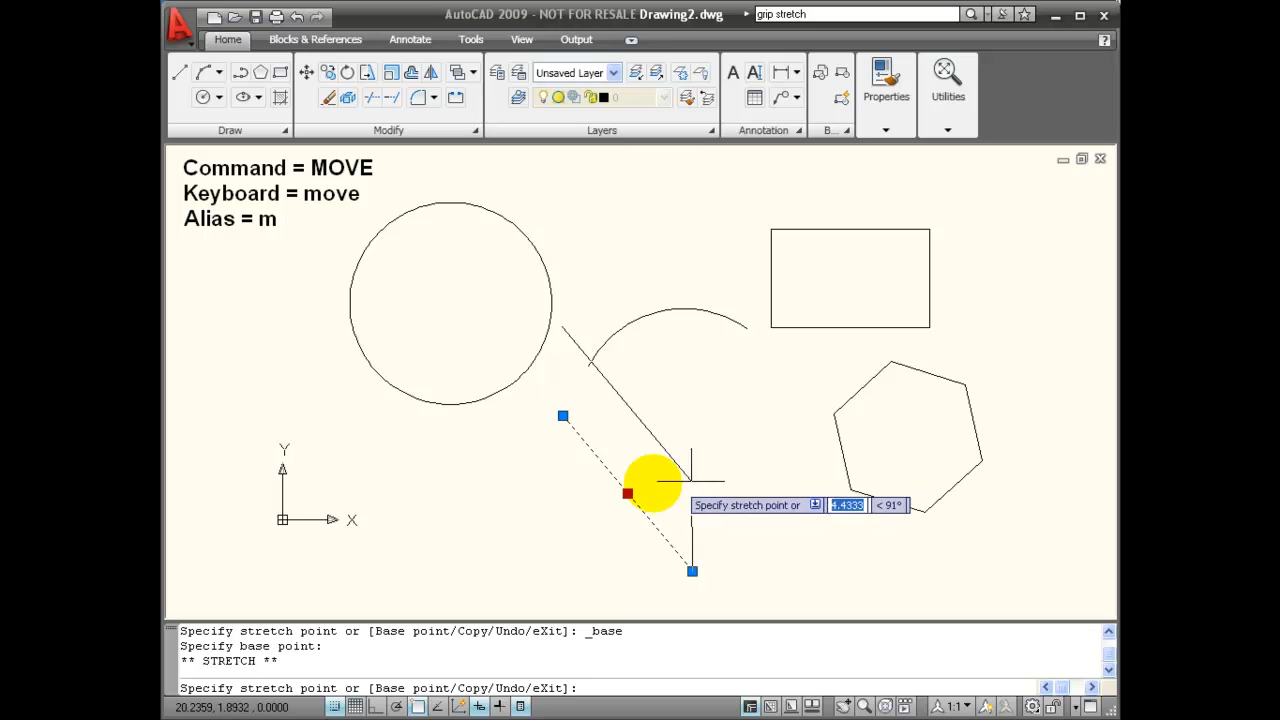 AutoCAD 2009 - NOT FOR RESALE Drawing2.dwg
grip stretch
Home
Blocks & References
Annotate
Tools
View
Output
Unsaved Layer
0
Properties
Utilities
Draw
Modify
Layers
Annotation
B...
Command = MOVE
Keyboard = move
Alias = m
Y
X
Specify stretch point or 4.4333 < 91°
Specify stretch point or [Base point/Copy/Undo/eXit]: _base
Specify base point:
** STRETCH **
Specify stretch point or [Base point/Copy/Undo/eXit]:
20.2359, 1.8932 , 0.0000
1:1